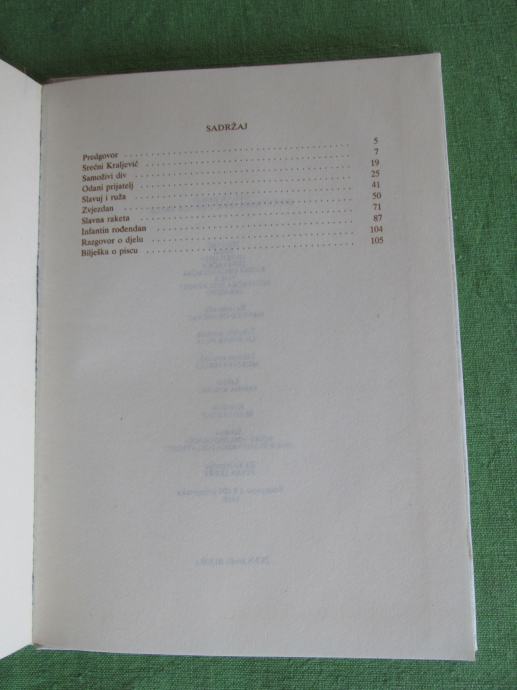 SADRŽAJ
Predgovor 5
Srećni Kraljević 7
Samoživi div 19
Odani prijatelj 25
Slavuj i ruža 41
Zvjezdan 50
Slavna raketa 71
Infantin rođendan 87
Razgovor o djelu 104
Bilješka o piscu 105